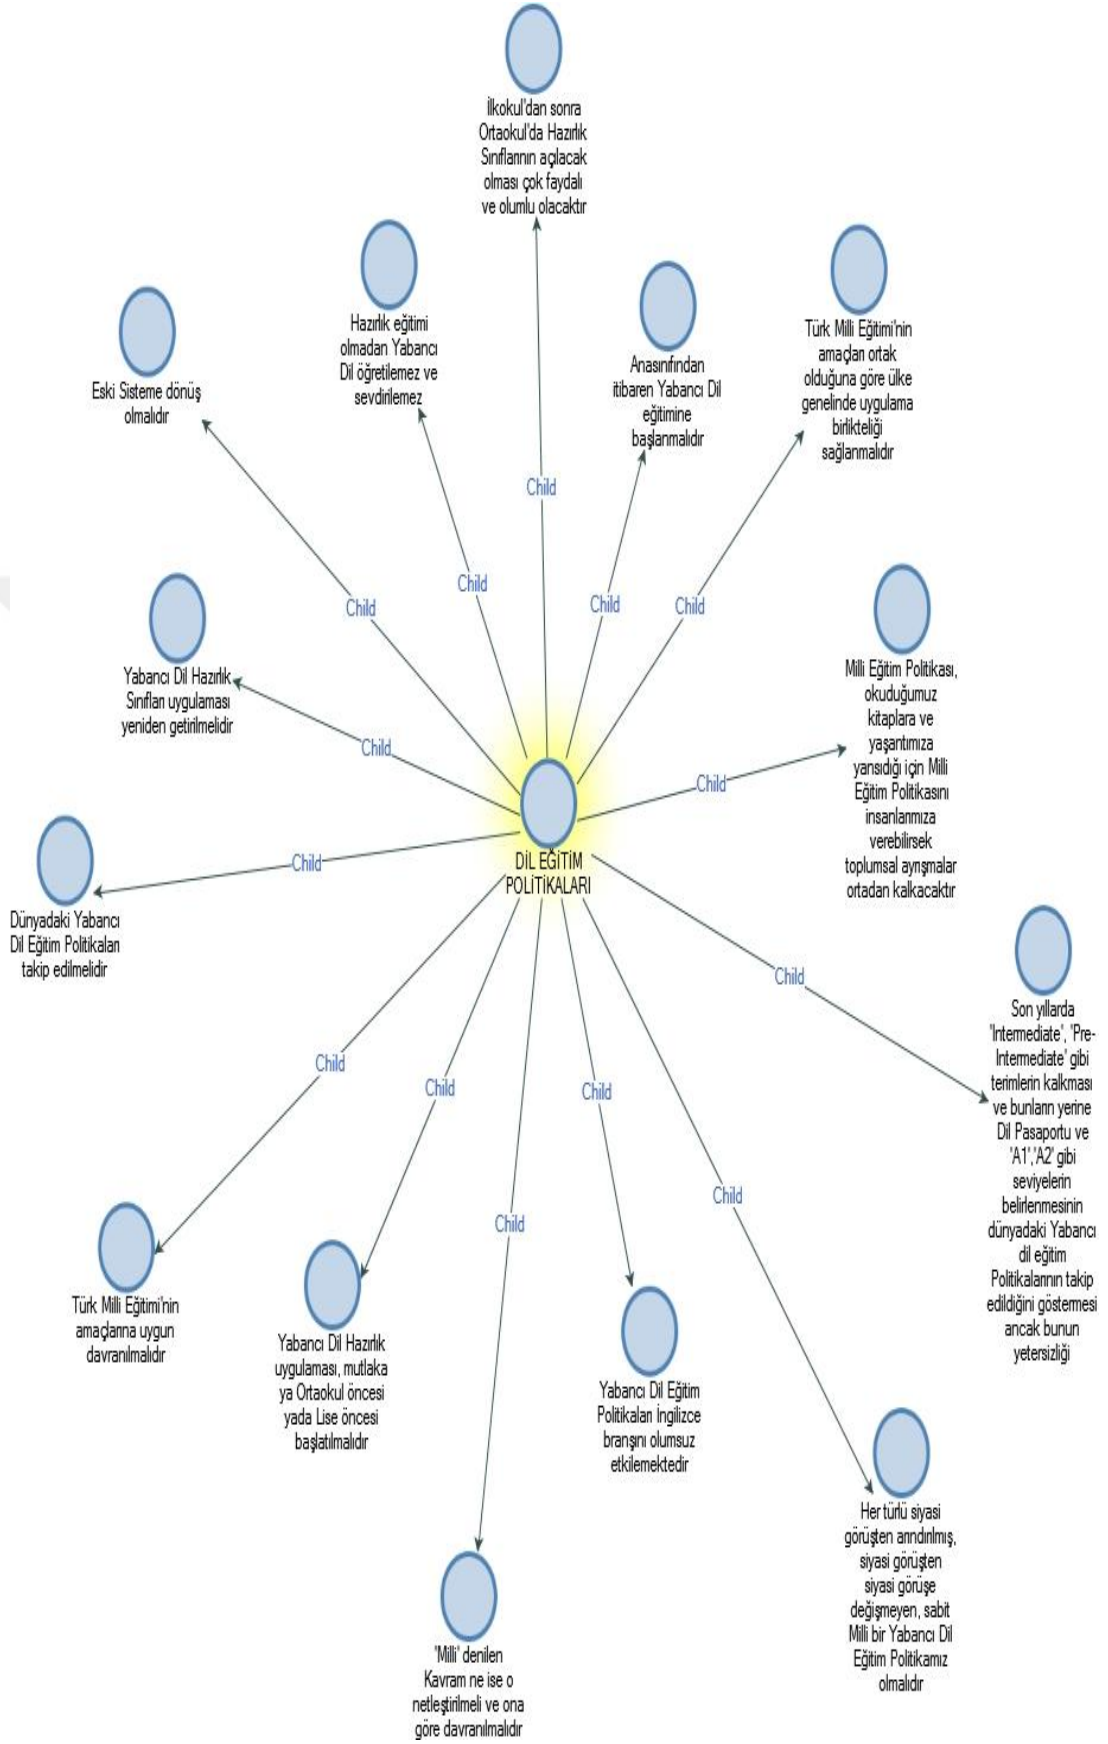 İlkokul'dan sonra
Ortaokul'da Hazırlık
Sınıflarının açılacak
olması çok faydalı
ve olumlu olacaktır
Hazırlık eğitimi
olmadan Yabancı
Dil öğretilemez ve
sevdirilemez
Türk Milli Eğitimi'nin
amaçları ortak
olduğuna göre ülke
genelinde uygulama
birlikteliği
sağlanmalıdır
Anasınıfından
itibaren Yabancı Dil
eğitimine
başlanmalıdır
Eski Sisteme dönüş
olmalıdır
Child
Child
Child
Child
Child
Yabancı Dil Hazırlık
Sınıfları uygulaması
yeniden getirilmelidir
Milli Eğitim Politikası,
okuduğumuz
kitaplara ve
yaşantımıza
yansıdığı için Milli
Eğitim Politikasını
insanlarımıza
verebilirsek
toplumsal ayrışmalar
ortadan kalkacaktır
Child
Child
DİL EĞİTİM
POLİTİKALARI
Child
Dünyadaki Yabancı
Dil Eğitim Politikaları
takip edilmelidir
Child
Son yıllarda
'Intermediate', 'Pre-
Intermediate' gibi
terimlerin kalkması
ve bunların yerine
Dil Pasaportu ve
'A1','A2' gibi
seviyelerin
belirlenmesinin
dünyadaki Yabancı
dil eğitim
Politikalarının takip
edildiğini göstermesi
ancak bunun
yetersizliği
Child
Child
Child
Child
Child
Türk Milli Eğitimi'nin
amaçlarına uygun
davranılmalıdır
Yabancı Dil Hazırlık
uygulaması, mutlaka
ya Ortaokul öncesi
yada Lise öncesi
başlatılmalıdır
Yabancı Dil Eğitim
Politikaları İngilizce
branşını olumsuz
etkilemektedir
Her türlü siyasi
görüşten arındırılmış,
siyasi görüşten
siyasi görüşe
değişmeyen, sabit
Milli bir Yabancı Dil
Eğitim Politikamız
olmalıdır
'Milli' denilen
Kavram ne ise o
netleştirilmeli ve ona
göre davranılmalıdır